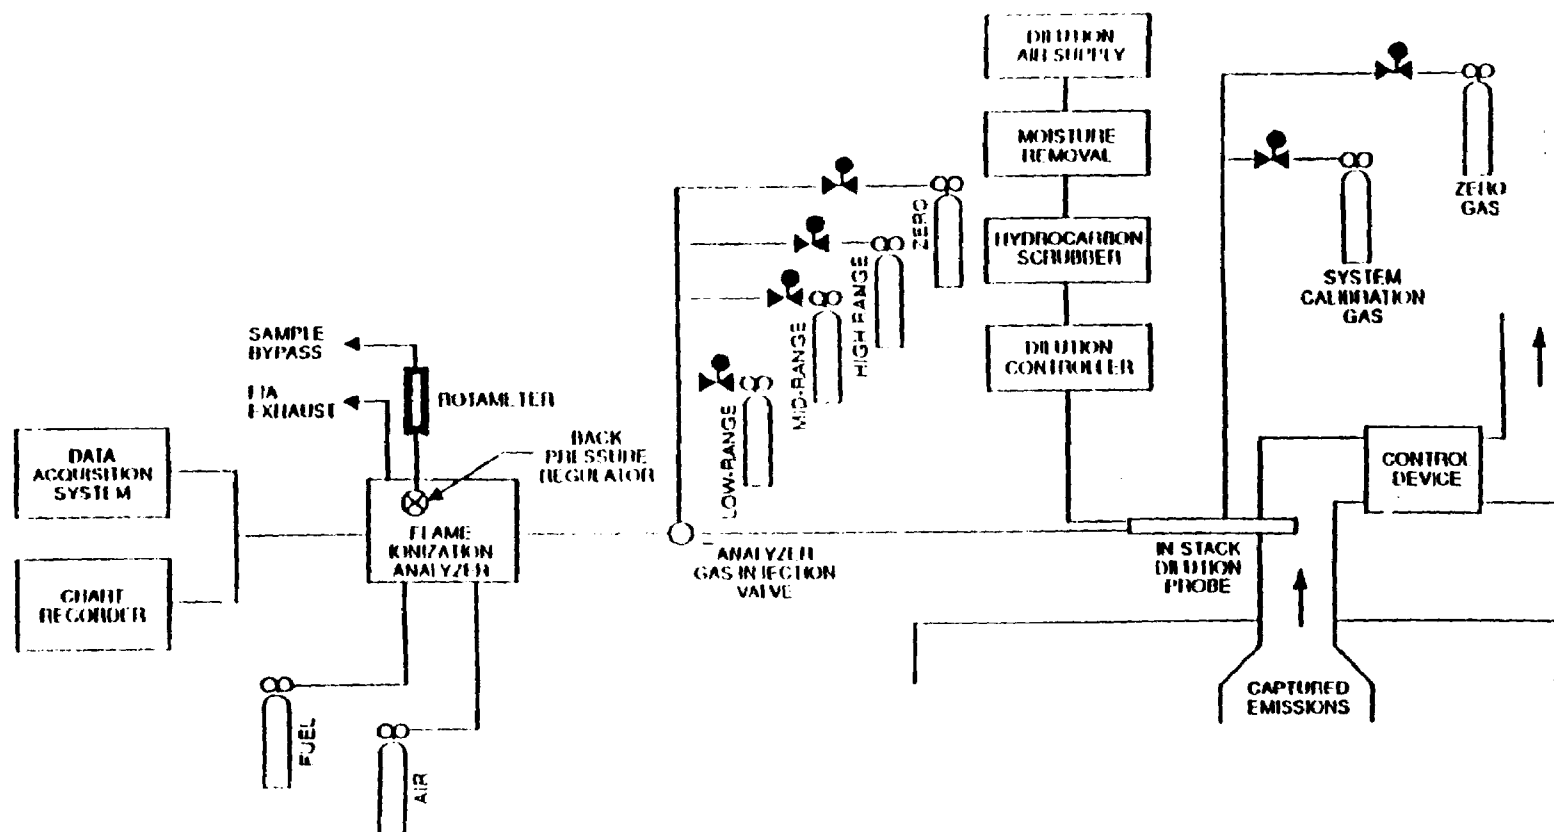 DILUTION
AIR SUPPLY
MOISTURE
REMOVAL
HYDROCARBON
SCRUBBER
DILUTION
CONTROLLER
ZERO
GAS
SYSTEM
CALIBRATION
GAS
ZERO
HIGH RANGE
MID-RANGE
LOW-RANGE
SAMPLE
BYPASS
FIA
EXHAUST
ROTAMETER
BACK
PRESSURE
REGULATOR
DATA
ACQUISITION
SYSTEM
FLAME
IONIZATION
ANALYZER
CHART
RECORDER
ANALYZER
GAS INJECTION
VALVE
IN STACK
DILUTION
PROBE
CONTROL
DEVICE
CAPTURED
EMISSIONS
FUEL
AIR